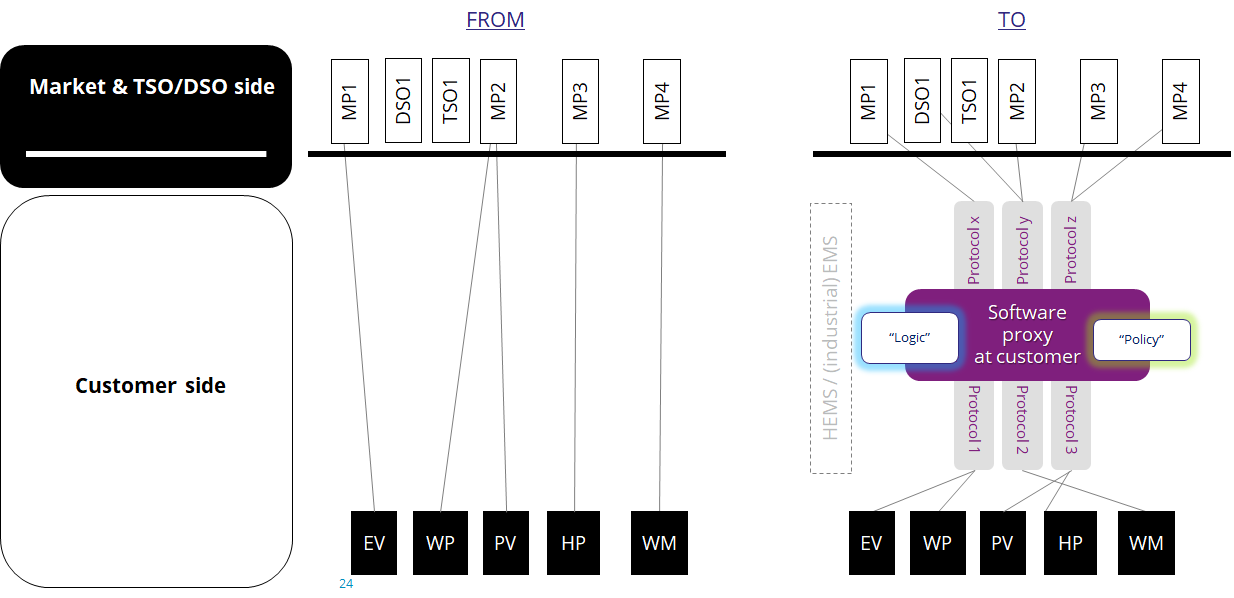 FROM
TO
Market & TSO/DSO side
MP1
DSO1
TSO1
MP2
MP3
MP4
MP1
DSO1
TSO1
MP2
MP3
MP4
Customer side
HEMS / (industrial) EMS
Protocol x
Protocol y
Protocol z
“Logic”
Software
proxy
at customer
“Policy”
Protocol 1
Protocol 2
Protocol 3
EV
WP
PV
HP
WM
EV
WP
PV
HP
WM
24